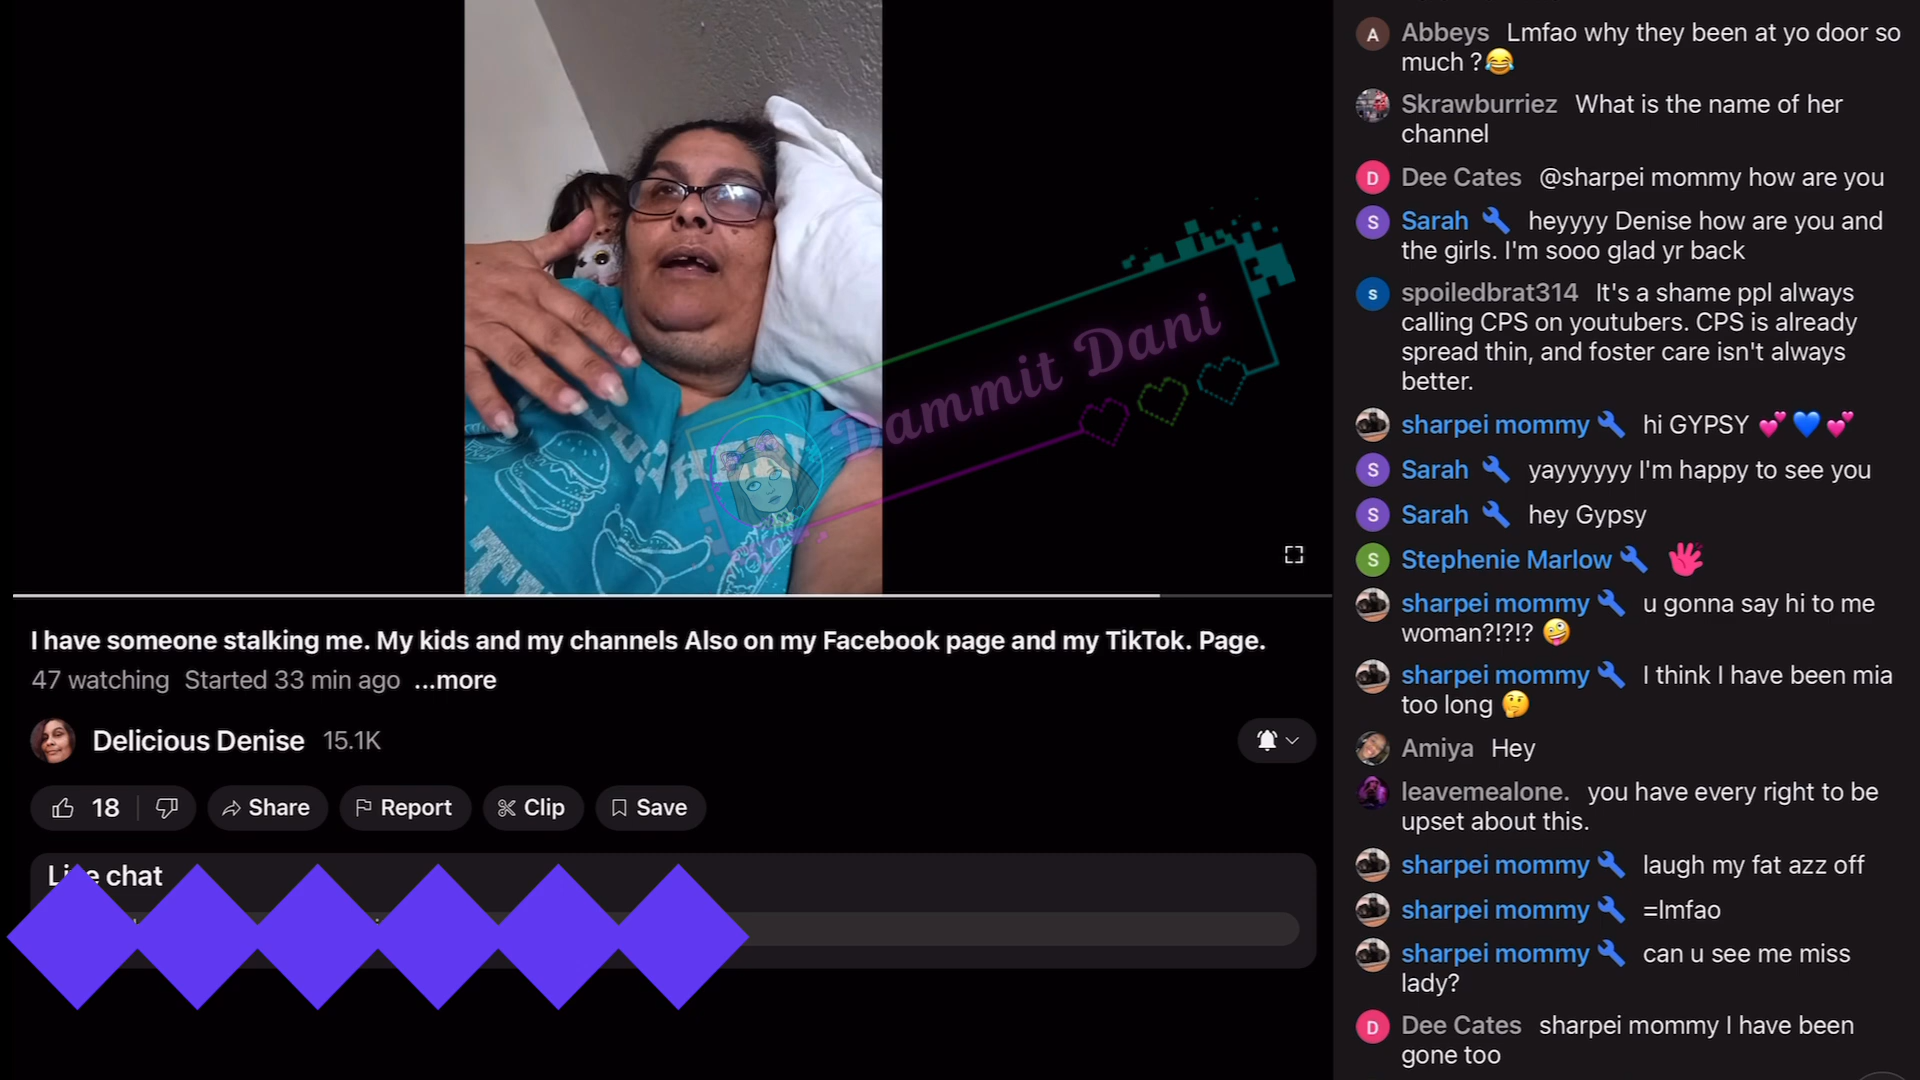 Dammit Dani
I have someone stalking me. My kids and my channels Also on my Facebook page and my TikTok. Page.
47 watching Started 33 min ago ...more
Delicious Denise 15.1K
18 Share Report Clip Save
chat
A Abbeys Lmfao why they been at yo door so
much ?😂
Skrawburriez What is the name of her
channel
D Dee Cates @sharpei mommy how are you
S Sarah 🔧 heyyyy Denise how are you and
the girls. I'm sooo glad yr back
s spoiledbrat314 It's a shame ppl always
calling CPS on youtubers. CPS is already
spread thin, and foster care isn't always
better.
sharpei mommy 🔧 hi GYPSY 💕💙💕
S Sarah 🔧 yayyyyyy I'm happy to see you
S Sarah 🔧 hey Gypsy
S Stephenie Marlow 🔧
sharpei mommy 🔧 u gonna say hi to me
woman?!?!? 🤪
sharpei mommy 🔧 I think I have been mia
too long 🤔
Amiya Hey
leavemealone. you have every right to be
upset about this.
sharpei mommy 🔧 laugh my fat azz off
sharpei mommy 🔧 =lmfao
sharpei mommy 🔧 can u see me miss
lady?
D Dee Cates sharpei mommy I have been
gone too